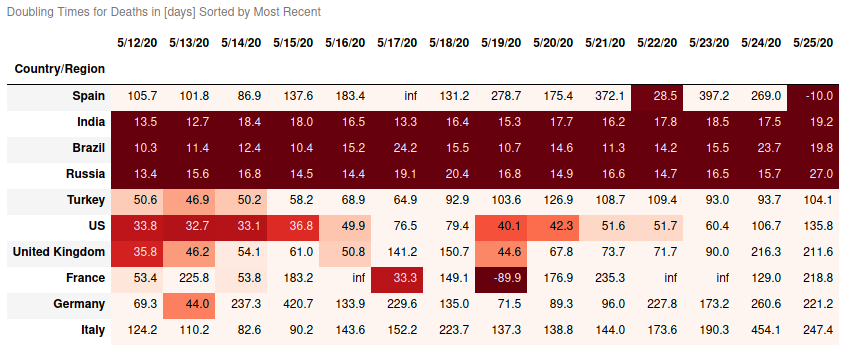 Doubling Times for Deaths in [days] Sorted by Most Recent
5/12/20 5/13/20 5/14/20 5/15/20 5/16/20 5/17/20 5/18/20 5/19/20 5/20/20 5/21/20 5/22/20 5/23/20 5/24/20 5/25/20
Country/Region
Spain 105.7 101.8 86.9 137.6 183.4 inf 131.2 278.7 175.4 372.1 28.5 397.2 269.0 -10.0
India 13.5 12.7 18.4 18.0 16.5 13.3 16.4 15.3 17.7 16.2 17.8 18.5 17.5 19.2
Brazil 10.3 11.4 12.4 10.4 15.2 24.2 15.5 10.7 14.6 11.3 14.2 15.5 23.7 19.8
Russia 13.4 15.6 16.8 14.5 14.4 19.1 20.4 16.8 14.9 16.6 14.7 16.5 15.7 27.0
Turkey 50.6 46.9 50.2 58.2 68.9 64.9 92.9 103.6 126.9 108.7 109.4 93.0 93.7 104.1
US 33.8 32.7 33.1 36.8 49.9 76.5 79.4 40.1 42.3 51.6 51.7 60.4 106.7 135.8
United Kingdom 35.8 46.2 54.1 61.0 50.8 141.2 150.7 44.6 67.8 73.7 71.7 90.0 216.3 211.6
France 53.4 225.8 53.8 183.2 inf 33.3 149.1 -89.9 176.9 235.3 inf inf 129.0 218.8
Germany 69.3 44.0 237.3 420.7 133.9 229.6 135.0 71.5 89.3 96.0 227.8 173.2 260.6 221.2
Italy 124.2 110.2 82.6 90.2 143.6 152.2 223.7 137.3 138.8 144.0 173.6 190.3 454.1 247.4